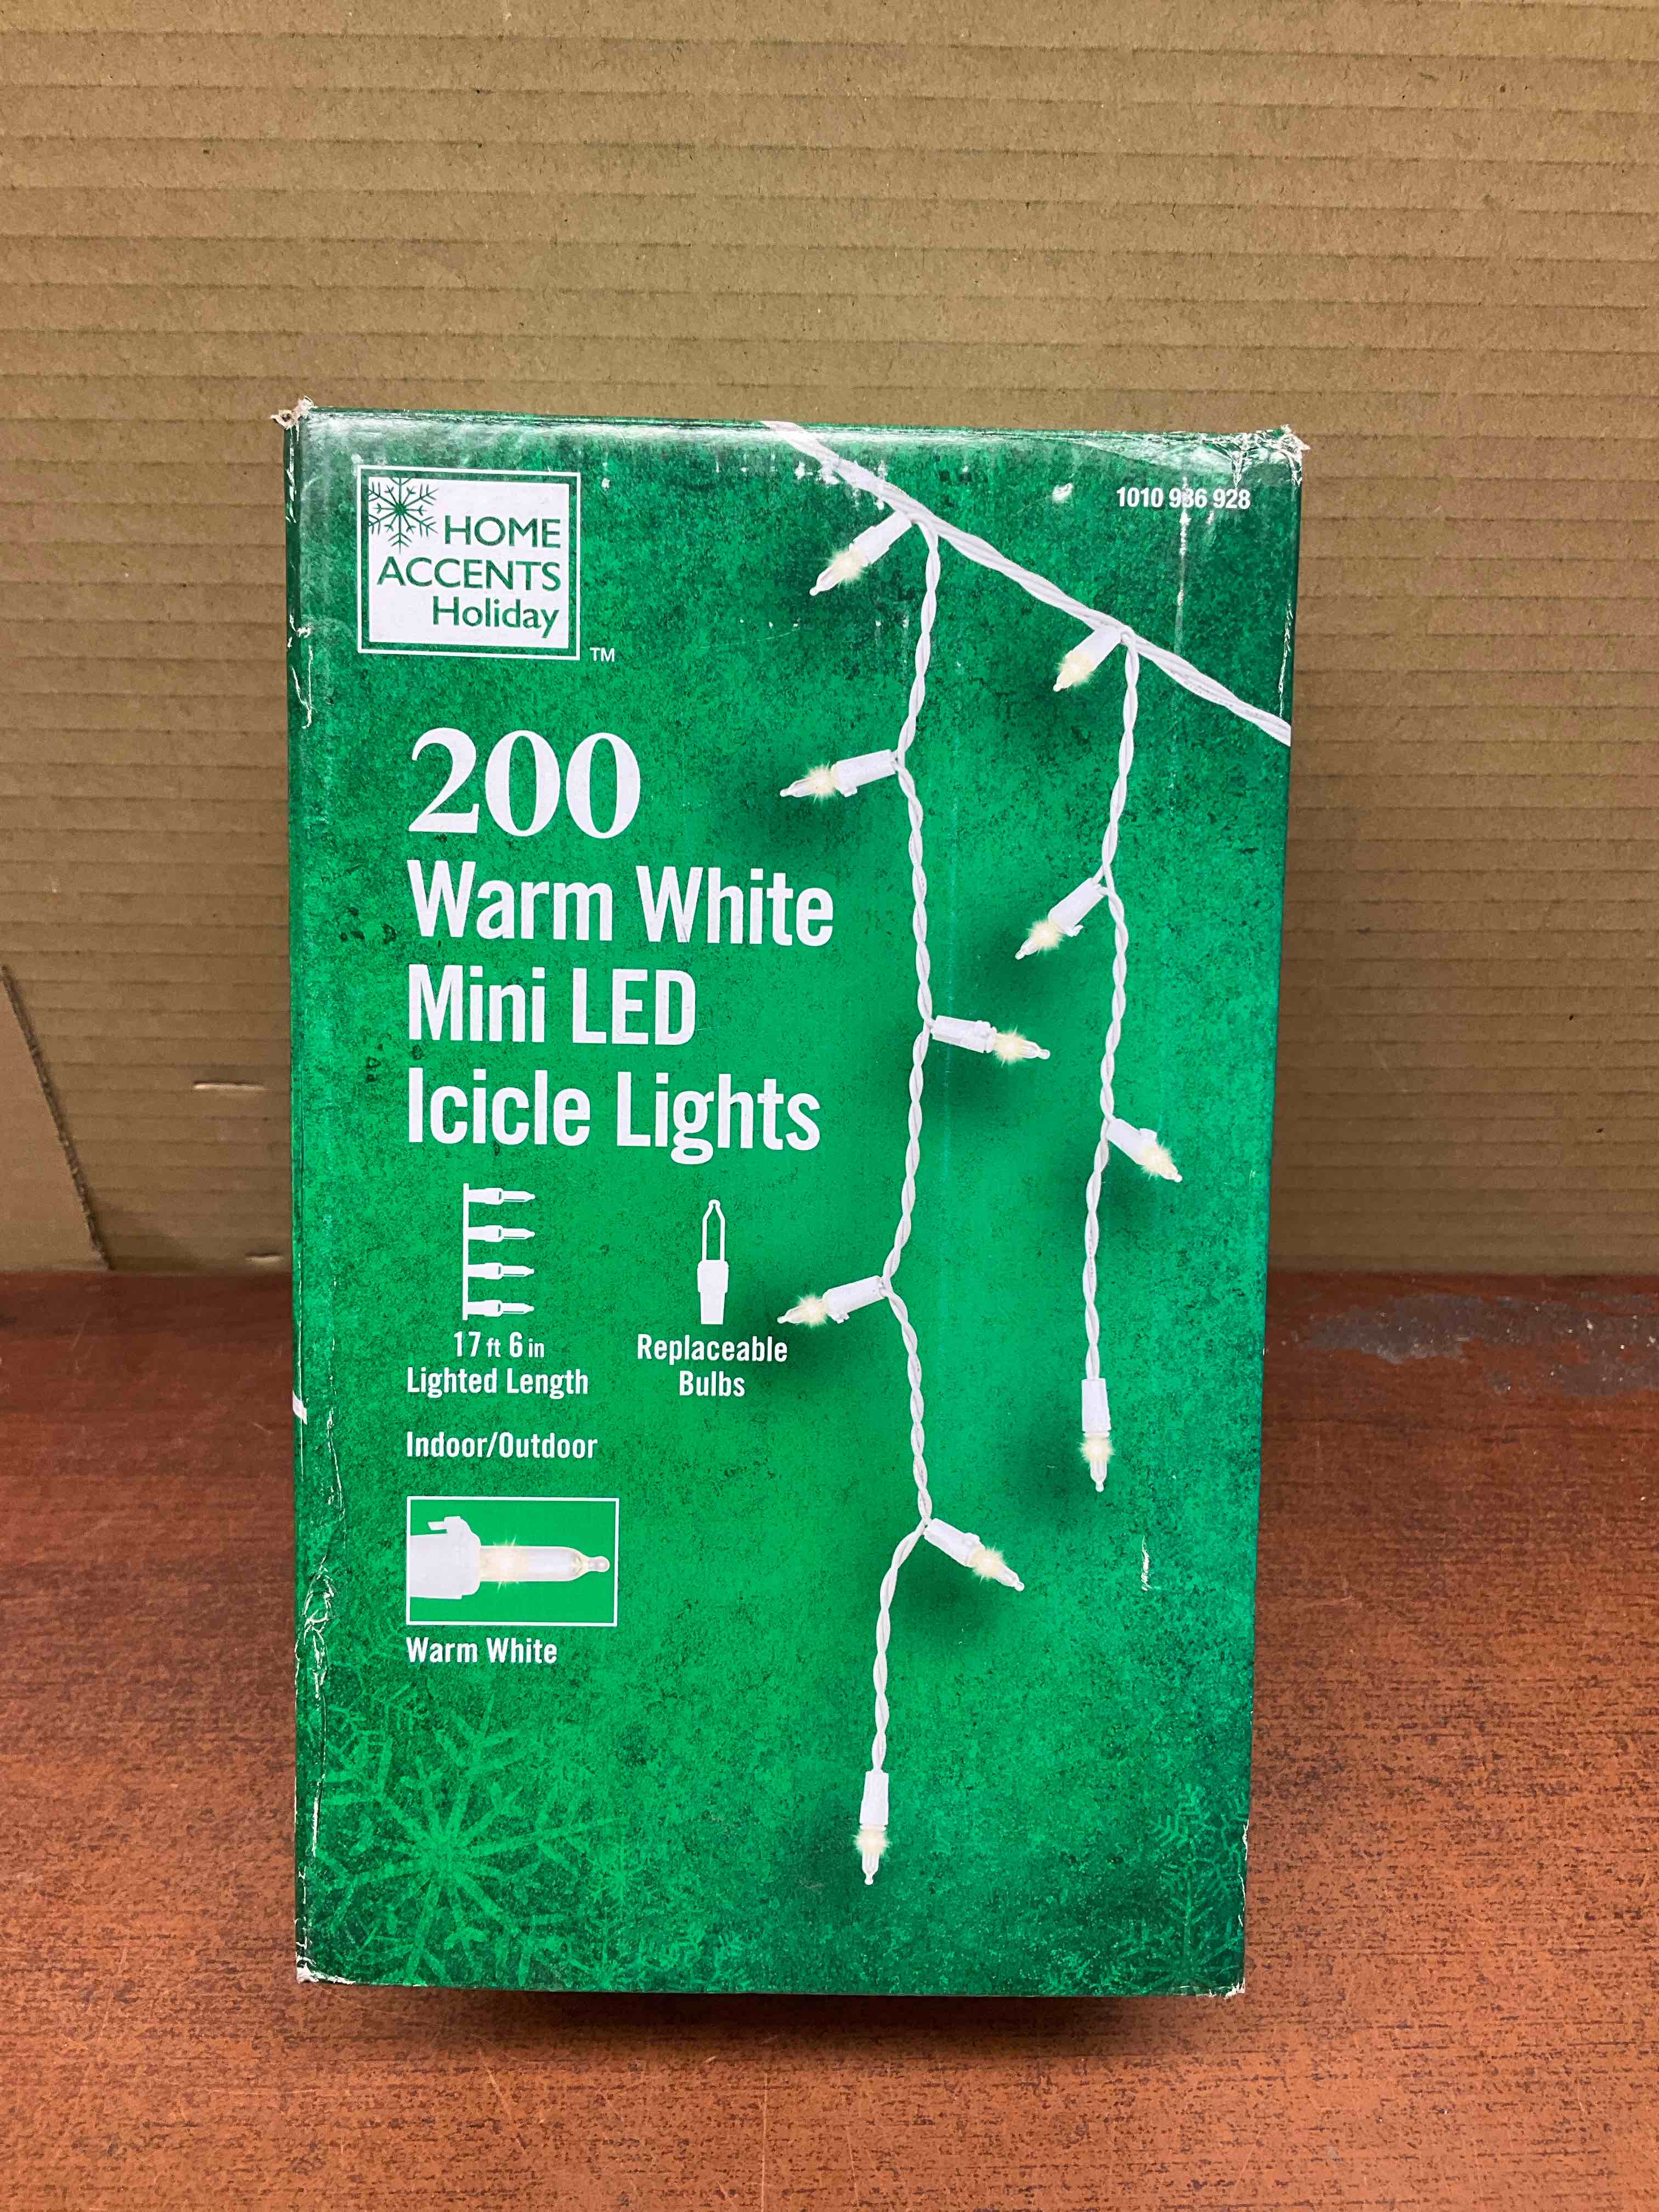 HOME
ACCENTS
Holiday
TM
1010 936 928
200
Warm White
Mini LED
Icicle Lights
17 ft 6 in
Lighted Length
Replaceable
Bulbs
Indoor/Outdoor
Warm White